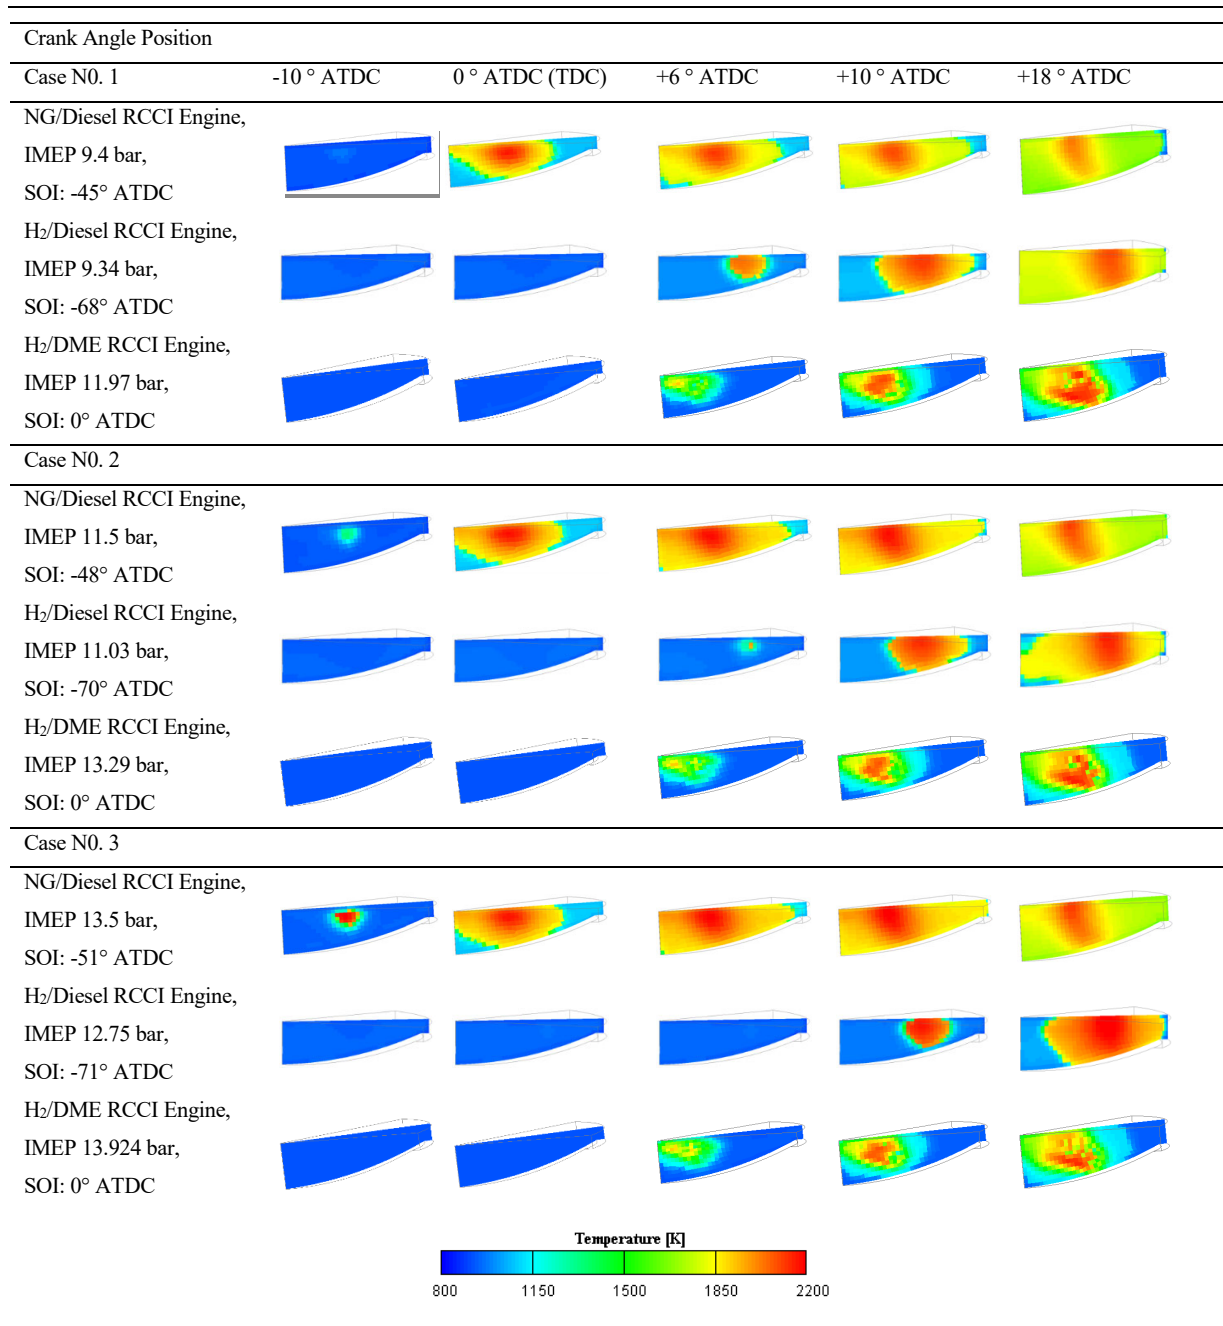 Crank Angle Position
Case N0. 1 -10 ° ATDC 0 ° ATDC (TDC) +6 ° ATDC +10 ° ATDC +18 ° ATDC
NG/Diesel RCCI Engine,
IMEP 9.4 bar,
SOI: -45° ATDC
H₂/Diesel RCCI Engine,
IMEP 9.34 bar,
SOI: -68° ATDC
H₂/DME RCCI Engine,
IMEP 11.97 bar,
SOI: 0° ATDC
Case N0. 2
NG/Diesel RCCI Engine,
IMEP 11.5 bar,
SOI: -48° ATDC
H₂/Diesel RCCI Engine,
IMEP 11.03 bar,
SOI: -70° ATDC
H₂/DME RCCI Engine,
IMEP 13.29 bar,
SOI: 0° ATDC
Case N0. 3
NG/Diesel RCCI Engine,
IMEP 13.5 bar,
SOI: -51° ATDC
H₂/Diesel RCCI Engine,
IMEP 12.75 bar,
SOI: -71° ATDC
H₂/DME RCCI Engine,
IMEP 13.924 bar,
SOI: 0° ATDC
Temperature [K]
800 1150 1500 1850 2200